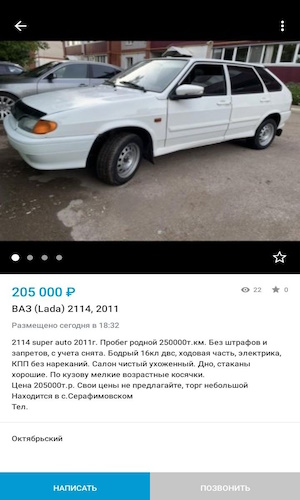 205 000 ₽
22
0
ВАЗ (Lada) 2114, 2011
Размещено сегодня в 18:32
2114 super auto 2011г. Пробег родной 250000т.км. Без штрафов и
запретов, с учета снята. Бодрый 16кл двс, ходовая часть, электрика,
КПП без нареканий. Салон чистый ухоженный. Дно, стаканы
хорошие. По кузову мелкие возрастные косячки.
Цена 205000т.р. Свои цены не предлагайте, торг небольшой
Находится в с.Серафимовском
Тел.
Октябрьский
НАПИСАТЬ
ПОЗВОНИТЬ